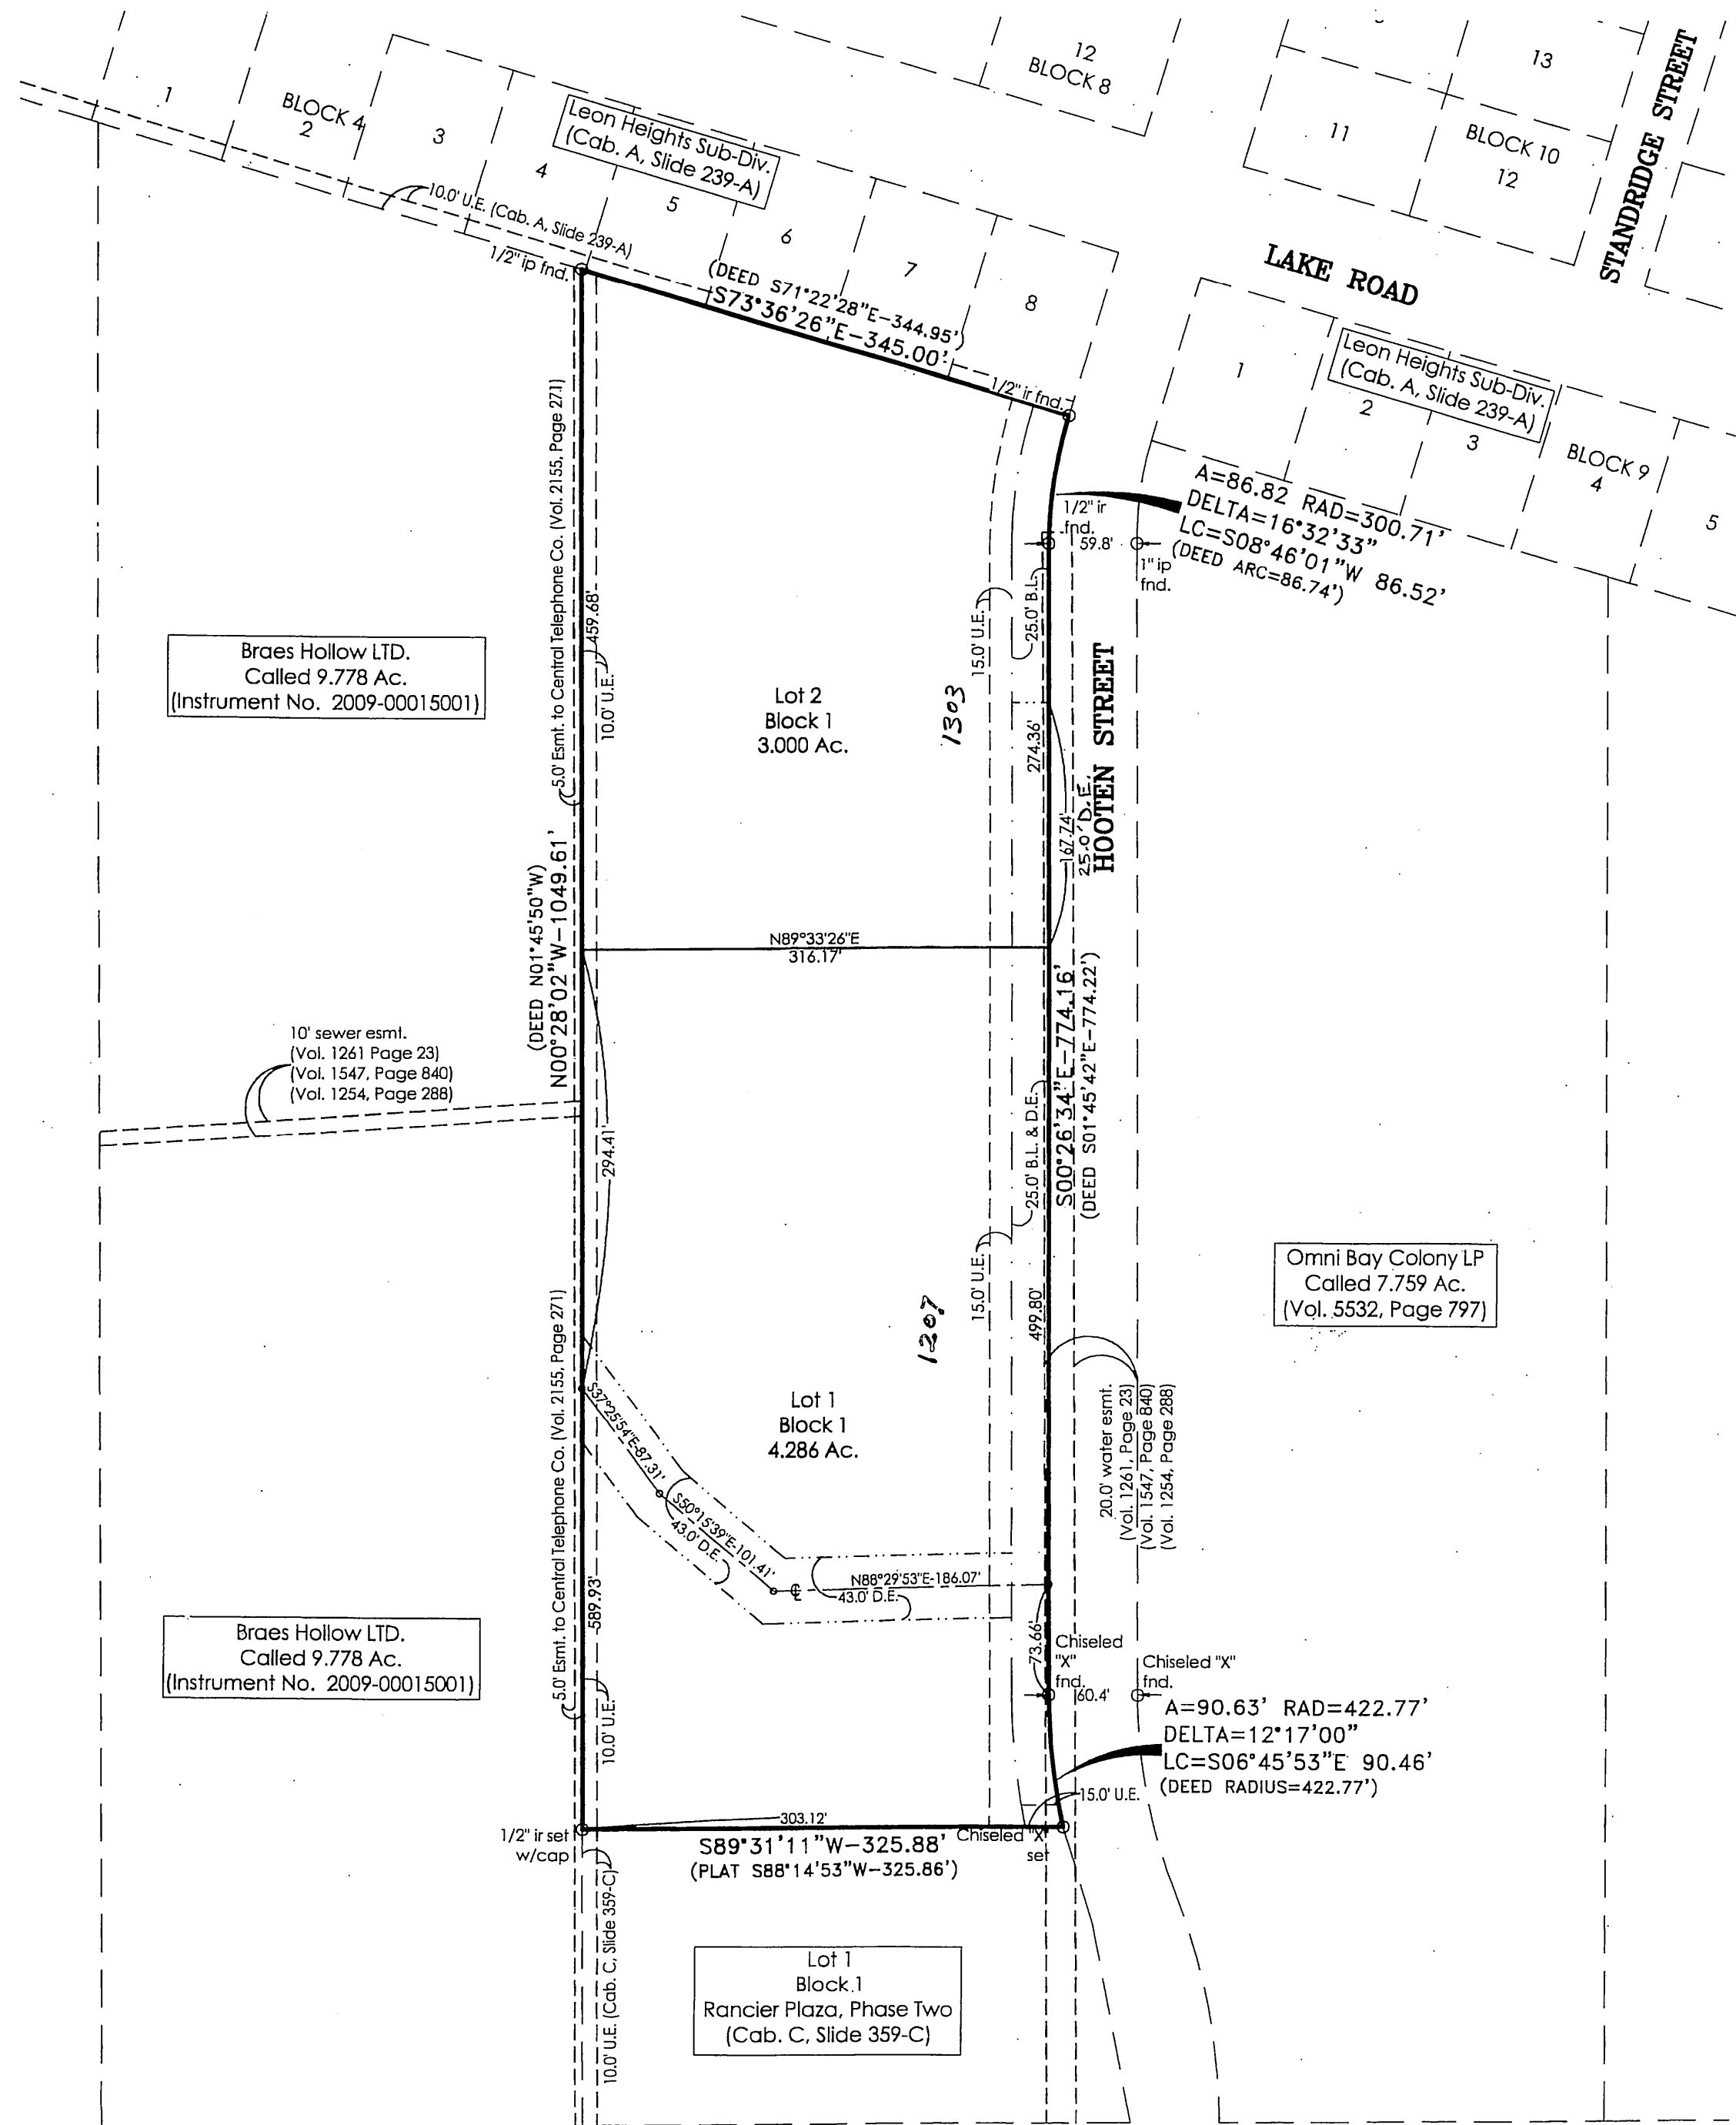 12
BLOCK 8
13
11
BLOCK 10
12
STANDRIDGE STREET
1
BLOCK 4
2
3
4
5
6
7
8
Leon Heights Sub-Div.
(Cab. A, Slide 239-A)
10.0' U.E. (Cab. A, Slide 239-A)
1/2" ip fnd.
(DEED S71°22'28"E-344.95')
S73°36'26"E-345.00'
1/2" ir fnd.
LAKE ROAD
1
2
3
BLOCK 9
4
5
Leon Heights Sub-Div.
(Cab. A, Slide 239-A)
A=86.82 RAD=300.71'
DELTA=16°32'33"
LC=S08°46'01"W 86.52'
(DEED ARC=86.74')
1/2" ir
fnd.
59.8'
1" ip
fnd.
5.0' Esmt. to Central Telephone Co. (Vol. 2155, Page 271)
459.68'
10.0' U.E.
15.0' U.E.
25.0' B.L.
Braes Hollow LTD.
Called 9.778 Ac.
(Instrument No. 2009-00015001)
Lot 2
Block 1
3.000 Ac.
1303
274.36'
167.74'
25.0' D.E.
HOOTEN STREET
(DEED N01°45'50"W)
N00°28'02"W-1049.61'
N89°33'26"E
316.17'
S00°26'34"E-774.16'
(DEED S01°45'42"E-774.22')
10' sewer esmt.
(Vol. 1261 Page 23)
(Vol. 1547, Page 840)
(Vol. 1254, Page 288)
294.41'
25.0' B.L. & D.E.
15.0' U.E.
499.80'
1207
Omni Bay Colony LP
Called 7.759 Ac.
(Vol. 5532, Page 797)
20.0' water esmt.
(Vol. 1261, Page 23)
(Vol. 1547, Page 840)
(Vol. 1254, Page 288)
5.0' Esmt. to Central Telephone Co. (Vol. 2155, Page 271)
Lot 1
Block 1
4.286 Ac.
S37°25'54"E-87.31'
S50°15'39"E-101.41'
43.0' D.E.
N88°29'53"E-186.07'
43.0' D.E.
589.93'
10.0' U.E.
73.66'
Chiseled
"X"
fnd.
60.4'
Chiseled "X"
fnd.
Braes Hollow LTD.
Called 9.778 Ac.
(Instrument No. 2009-00015001)
A=90.63' RAD=422.77'
DELTA=12°17'00"
LC=S06°45'53"E 90.46'
(DEED RADIUS=422.77')
15.0' U.E.
303.12'
1/2" ir set
w/cap
S89°31'11"W-325.88'
(PLAT S88°14'53"W-325.86')
Chiseled "X"
set
10.0' U.E. (Cab. C, Slide 359-C)
Lot 1
Block 1
Rancier Plaza, Phase Two
(Cab. C, Slide 359-C)